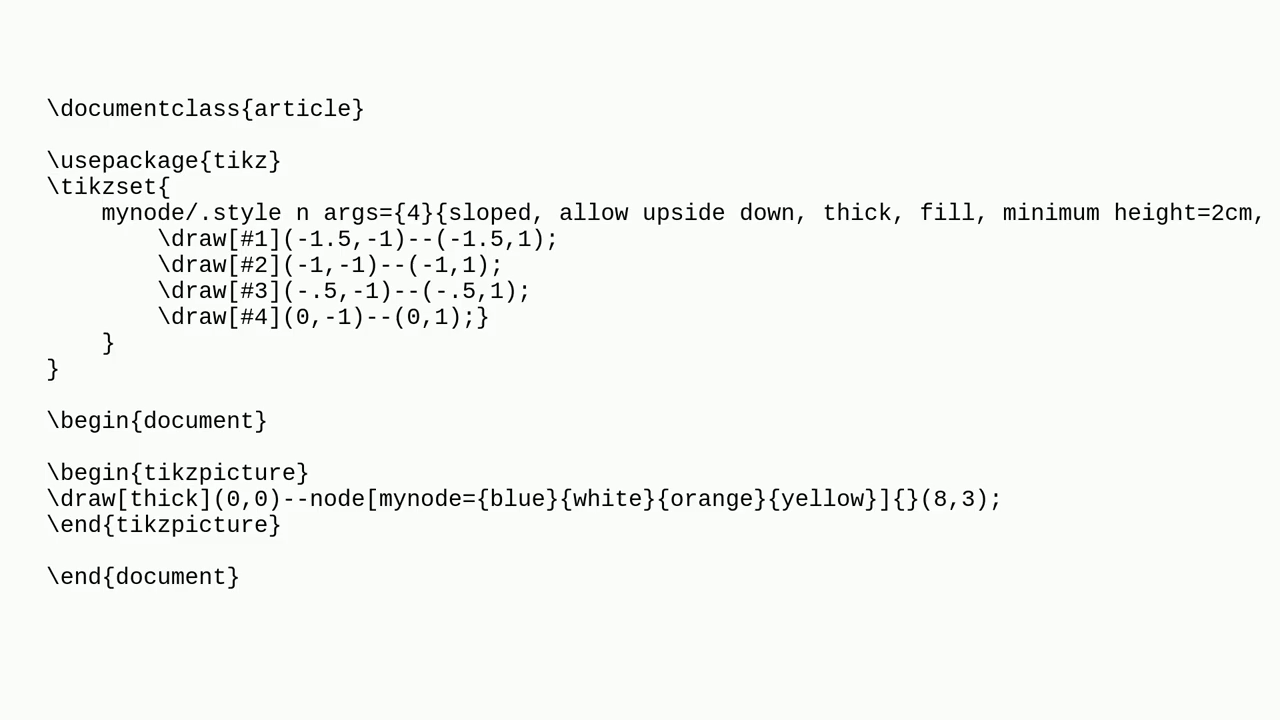 \documentclass{article}
\usepackage{tikz}
\tikzset{
    mynode/.style n args={4}{sloped, allow upside down, thick, fill, minimum height=2cm,
        \draw[#1](-1.5,-1)--(-1.5,1);
        \draw[#2](-1,-1)--(-1,1);
        \draw[#3](-.5,-1)--(-.5,1);
        \draw[#4](0,-1)--(0,1);}
    }
}
\begin{document}
\begin{tikzpicture}
\draw[thick](0,0)--node[mynode={blue}{white}{orange}{yellow}]{}(8,3);
\end{tikzpicture}
\end{document}